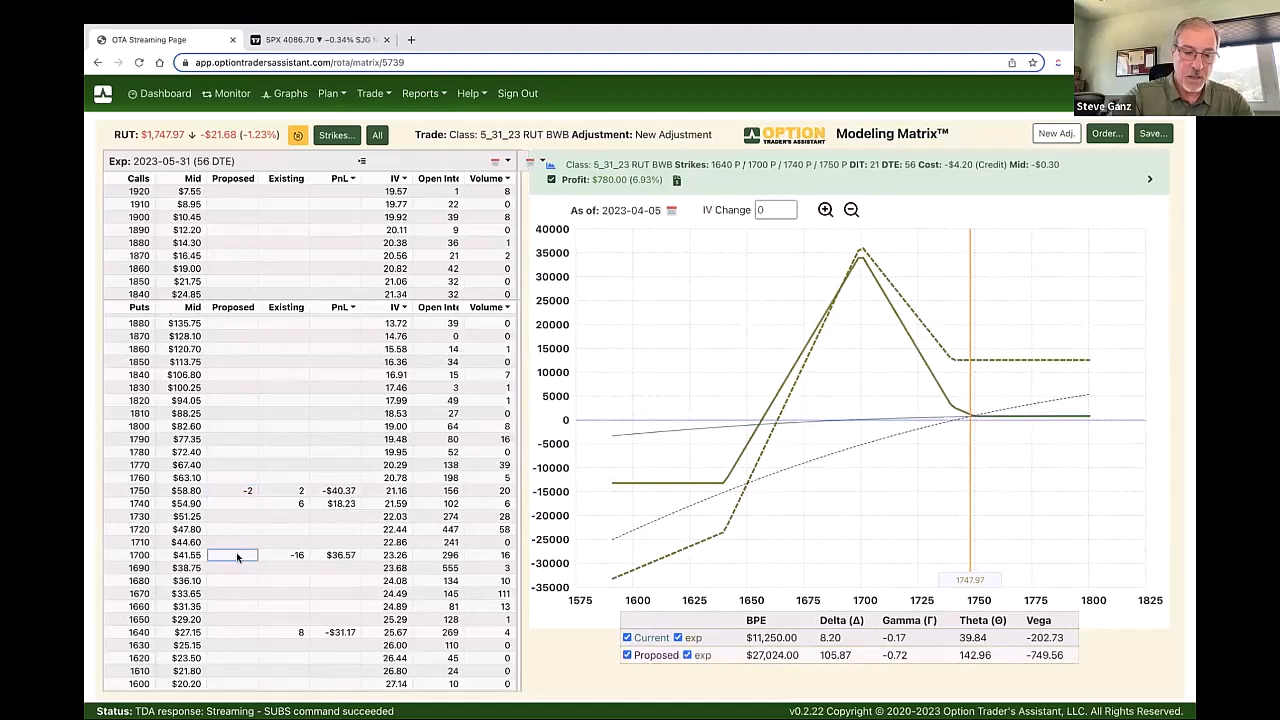 OTA Streaming Page
SPX 4086.70 ▼ −0.34% SJG
app.optiontradersassistant.com/rota/matrix/5739
Steve Ganz
Dashboard Monitor Graphs Plan Trade Reports Help Sign Out
RUT: $1,747.97 ↓ -$21.68 (-1.23%) Strikes... All Trade: Class: 5_31_23 RUT BWB Adjustment: New Adjustment OPTION TRADER'S ASSISTANT Modeling Matrix™ New Adj. Order... Save...
Exp: 2023-05-31 (56 DTE)
Class: 5_31_23 RUT BWB Strikes: 1640 P / 1700 P / 1740 P / 1750 P DIT: 21 DTE: 56 Cost: -$4.20 (Credit) Mid: -$0.30
Profit: $780.00 (6.93%)
As of: 2023-04-05 IV Change 0
Calls Mid Proposed Existing PnL IV Open Inte Volume
1920 $7.55 19.57 1 8
1910 $8.95 19.77 22 0
1900 $10.45 19.92 39 8
1890 $12.20 20.11 9 0
1880 $14.30 20.38 36 1
1870 $16.45 20.56 21 2
1860 $19.00 20.82 42 0
1850 $21.75 21.06 32 0
1840 $24.85 21.34 32 0
Puts Mid Proposed Existing PnL IV Open Inte Volume
1880 $135.75 13.72 39 0
1870 $128.10 14.76 0 0
1860 $120.70 15.58 14 1
1850 $113.75 16.36 34 0
1840 $106.80 16.91 15 7
1830 $100.25 17.46 3 1
1820 $94.05 17.99 49 1
1810 $88.25 18.53 27 0
1800 $82.60 19.00 64 8
1790 $77.35 19.48 80 16
1780 $72.40 19.95 52 0
1770 $67.40 20.29 138 39
1760 $63.10 20.78 198 5
1750 $58.80 -2 2 -$40.37 21.16 156 20
1740 $54.90 6 $18.23 21.59 102 6
1730 $51.25 22.03 274 28
1720 $47.80 22.44 447 58
1710 $44.60 22.86 241 0
1700 $41.55 -16 $36.57 23.26 296 16
1690 $38.75 23.68 555 3
1680 $36.10 24.08 134 10
1670 $33.65 24.49 145 111
1660 $31.35 24.89 81 13
1650 $29.20 25.29 128 1
1640 $27.15 8 -$31.17 25.67 269 4
1630 $25.15 26.00 110 0
1620 $23.50 26.44 45 0
1610 $21.80 26.80 24 0
1600 $20.20 27.14 10 0
40000
35000
30000
25000
20000
15000
10000
5000
0
-5000
-10000
-15000
-20000
-25000
-30000
-35000
1747.97
1575 1600 1625 1650 1675 1700 1725 1750 1775 1800 1825
BPE Delta (Δ) Gamma (Γ) Theta (Θ) Vega
Current exp $11,250.00 8.20 -0.17 39.84 -202.73
Proposed exp $27,024.00 105.87 -0.72 142.96 -749.56
Status: TDA response: Streaming - SUBS command succeeded
v0.2.22 Copyright © 2020-2023 Option Trader's Assistant, LLC. All Rights Reserved.